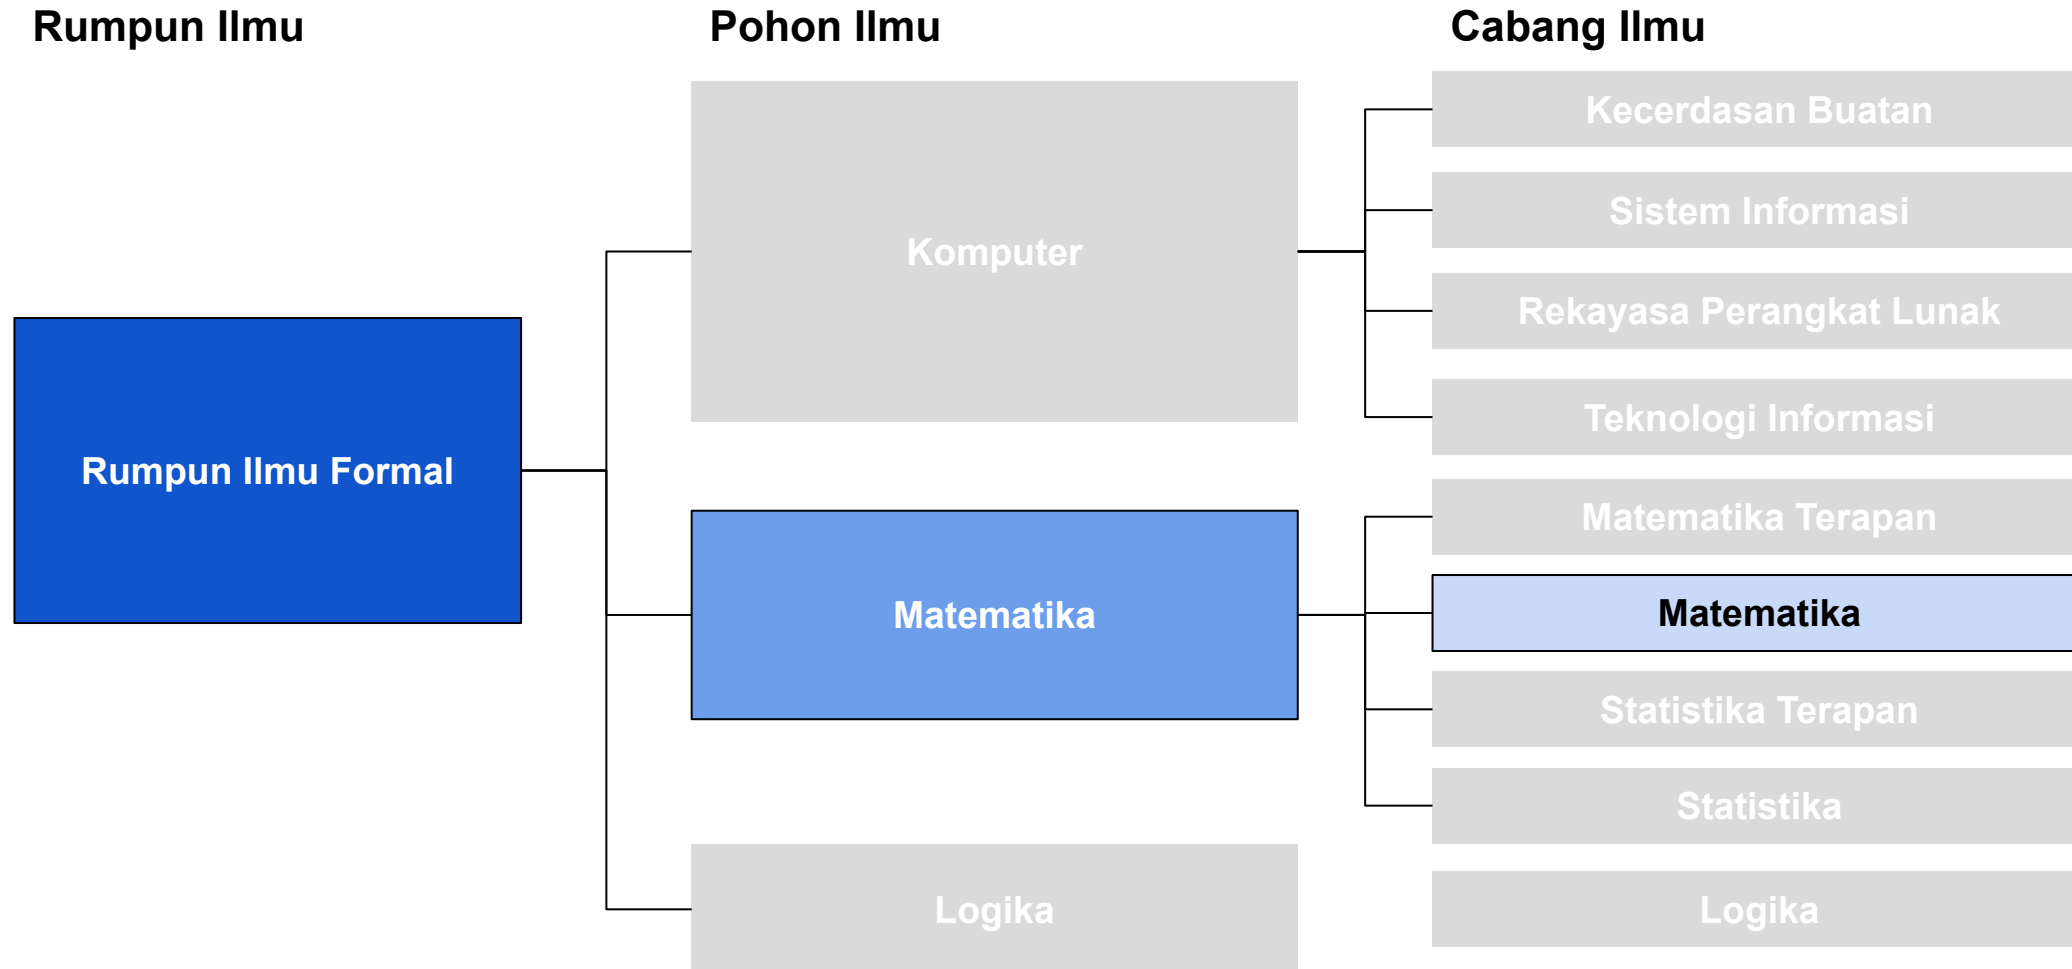 Rumpun Ilmu
Pohon Ilmu
Cabang Ilmu
Rumpun Ilmu Formal
Komputer
Matematika
Logika
Kecerdasan Buatan
Sistem Informasi
Rekayasa Perangkat Lunak
Teknologi Informasi
Matematika Terapan
Matematika
Statistika Terapan
Statistika
Logika